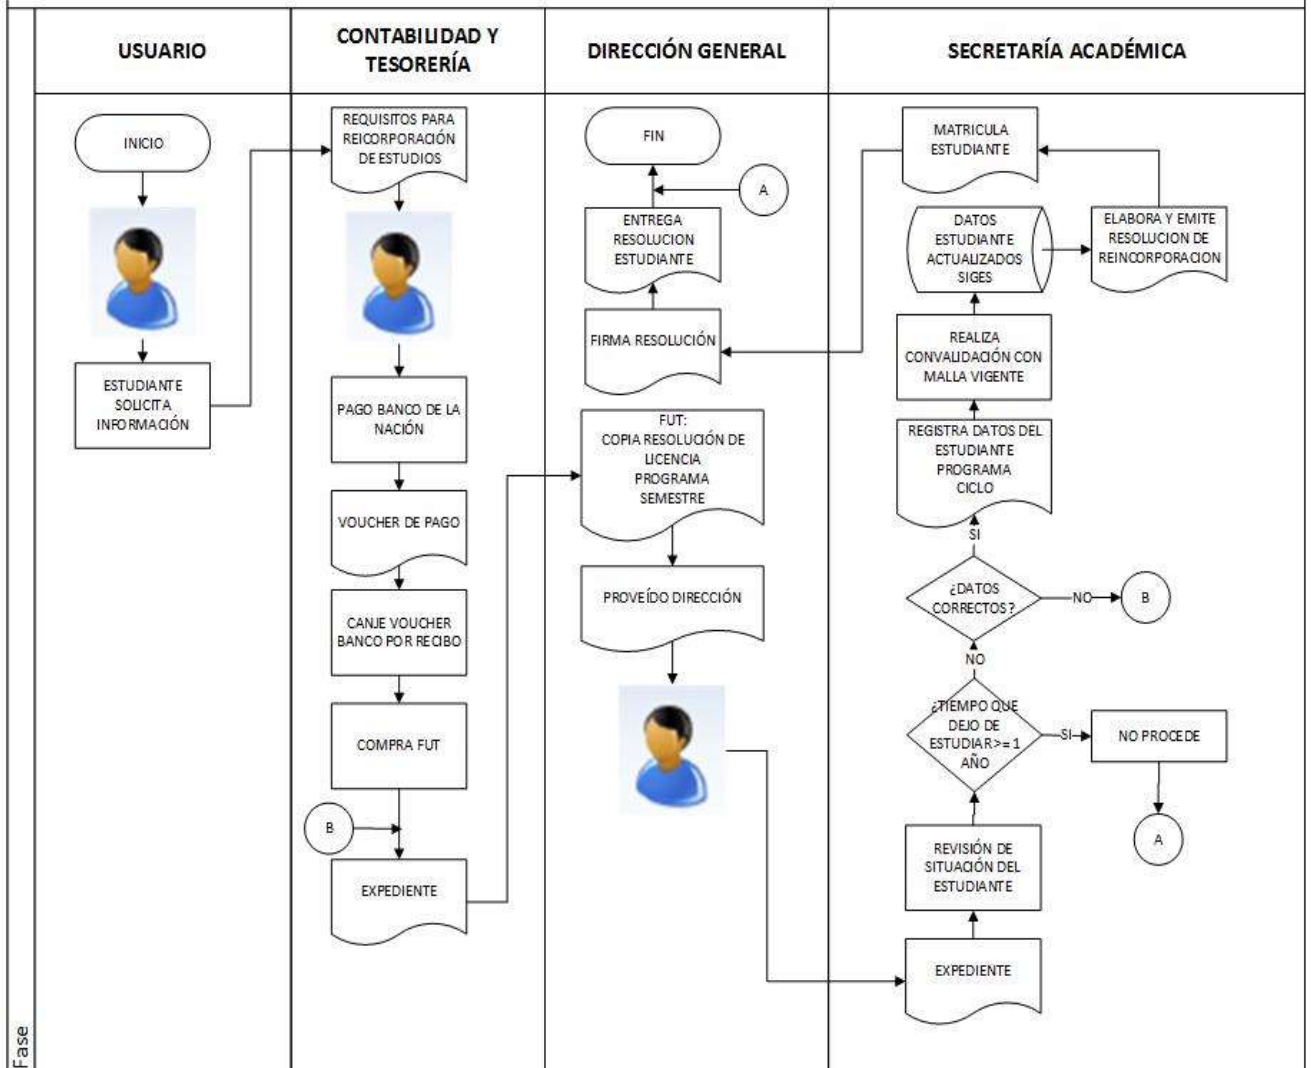 USUARIO
CONTABILIDAD Y
TESORERÍA
DIRECCIÓN GENERAL
SECRETARÍA ACADÉMICA
Fase
INICIO
ESTUDIANTE
SOLICITA
INFORMACIÓN
REQUISITOS PARA
REICORPORACIÓN
DE ESTUDIOS
PAGO BANCO DE LA
NACIÓN
VOUCHER DE PAGO
CANJE VOUCHER
BANCO POR RECIBO
COMPRA FUT
B
EXPEDIENTE
FIN
A
ENTREGA
RESOLUCION
ESTUDIANTE
FIRMA RESOLUCIÓN
FUT:
COPIA RESOLUCIÓN DE
LICENCIA
PROGRAMA
SEMESTRE
PROVEÍDO DIRECCIÓN
MATRICULA
ESTUDIANTE
DATOS
ESTUDIANTE
ACTUALIZADOS
SIGES
ELABORA Y EMITE
RESOLUCION DE
REINCORPORACION
REALIZA
CONVALIDACIÓN CON
MALLA VIGENTE
REGISTRA DATOS DEL
ESTUDIANTE
PROGRAMA
CICLO
SI
¿DATOS
CORRECTOS?
NO
B
NO
¿TIEMPO QUE
DEJO DE
ESTUDIAR>= 1
AÑO
SI
NO PROCEDE
A
REVISIÓN DE
SITUACIÓN DEL
ESTUDIANTE
EXPEDIENTE